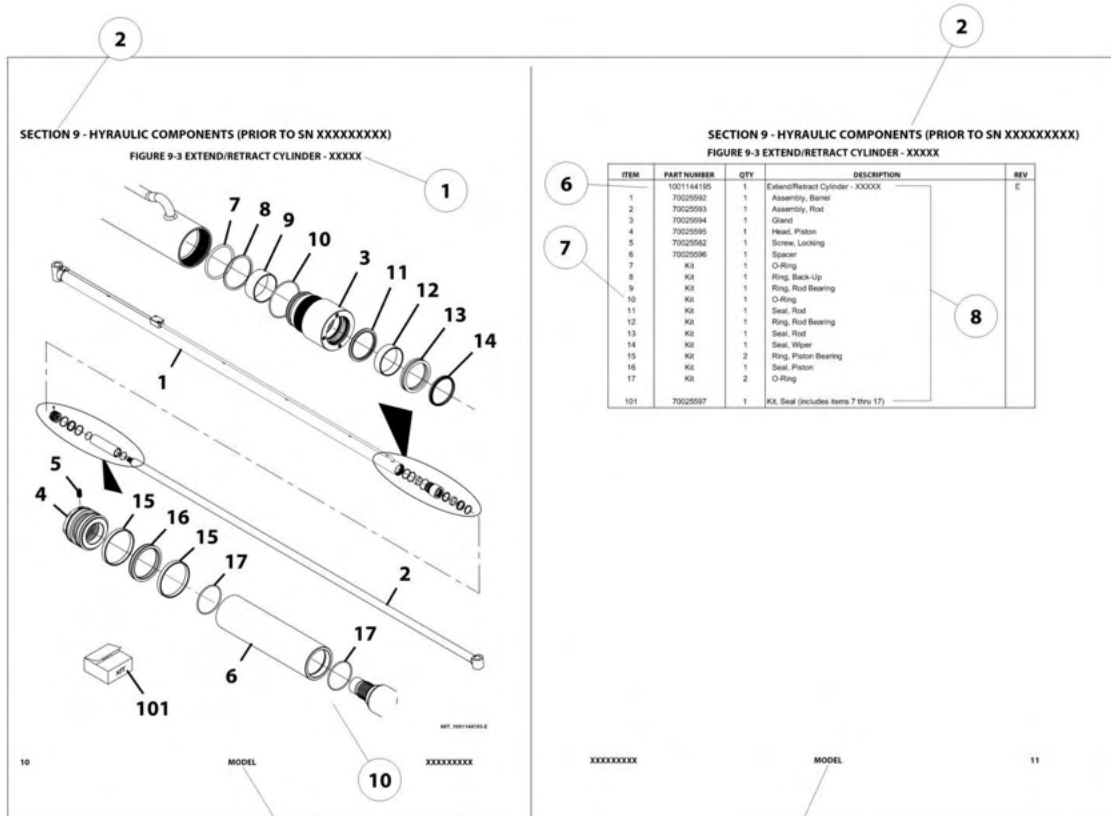 2
2
SECTION 9 - HYRAULIC COMPONENTS (PRIOR TO SN XXXXXXXXX)
FIGURE 9-3 EXTEND/RETRACT CYLINDER - XXXXX
1
7
8
9
10
3
11
12
13
14
1
5
4
15
16
15
17
2
6
17
KIT
101
ART_1001144195-E
10
MODEL
XXXXXXXXX
10
SECTION 9 - HYRAULIC COMPONENTS (PRIOR TO SN XXXXXXXXX)
FIGURE 9-3 EXTEND/RETRACT CYLINDER - XXXXX
6
7
8
ITEM PART NUMBER QTY DESCRIPTION REV
1001144195 1 Extend/Retract Cylinder - XXXXX E
1 70025592 1 Assembly, Barrel
2 70025593 1 Assembly, Rod
3 70025594 1 Gland
4 70025595 1 Head, Piston
5 70025582 1 Screw, Locking
6 70025596 1 Spacer
7 Kit 1 O-Ring
8 Kit 1 Ring, Back-Up
9 Kit 1 Ring, Rod Bearing
10 Kit 1 O-Ring
11 Kit 1 Seal, Rod
12 Kit 1 Ring, Rod Bearing
13 Kit 1 Seal, Rod
14 Kit 1 Seal, Wiper
15 Kit 2 Ring, Piston Bearing
16 Kit 1 Seal, Piston
17 Kit 2 O-Ring
101 70025597 1 Kit, Seal (includes items 7 thru 17)
XXXXXXXXX
MODEL
11